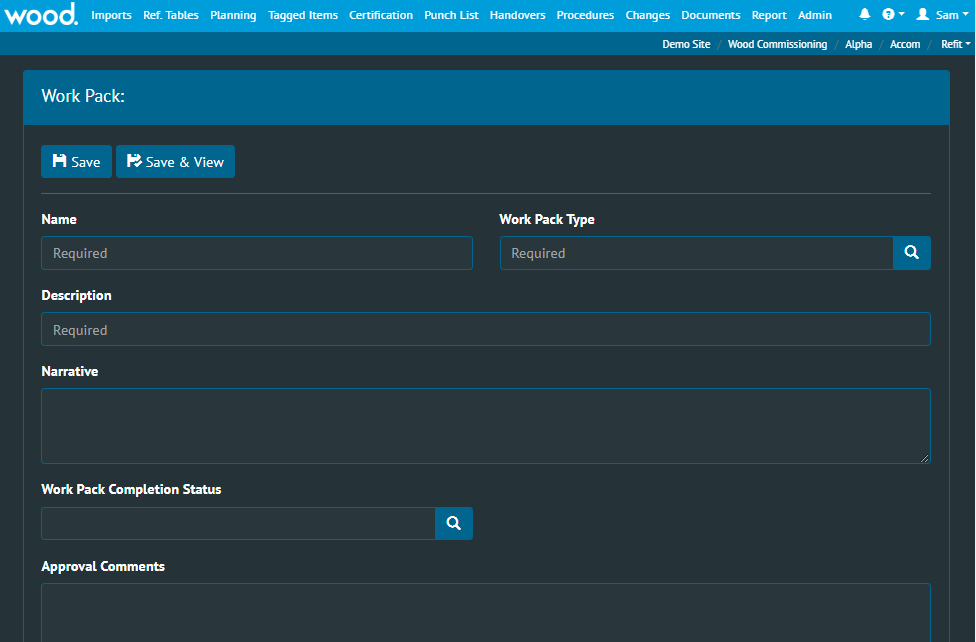 wood. Imports Ref. Tables Planning Tagged Items Certification Punch List Handovers Procedures Changes Documents Report Admin Sam
Demo Site / Wood Commissioning / Alpha / Accom / Refit
Work Pack:
Save Save & View
Name Work Pack Type
Required Required
Description
Required
Narrative
Work Pack Completion Status
Approval Comments